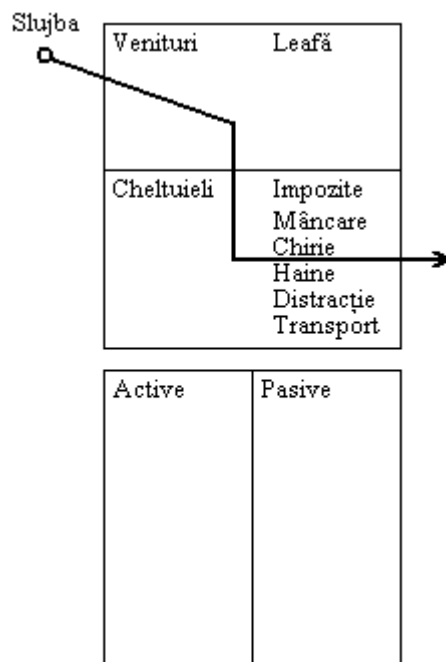 Slujba
Venituri Leafă
Cheltuieli Impozite
Mâncare
Chirie
Haine
Distracție
Transport
Active Pasive